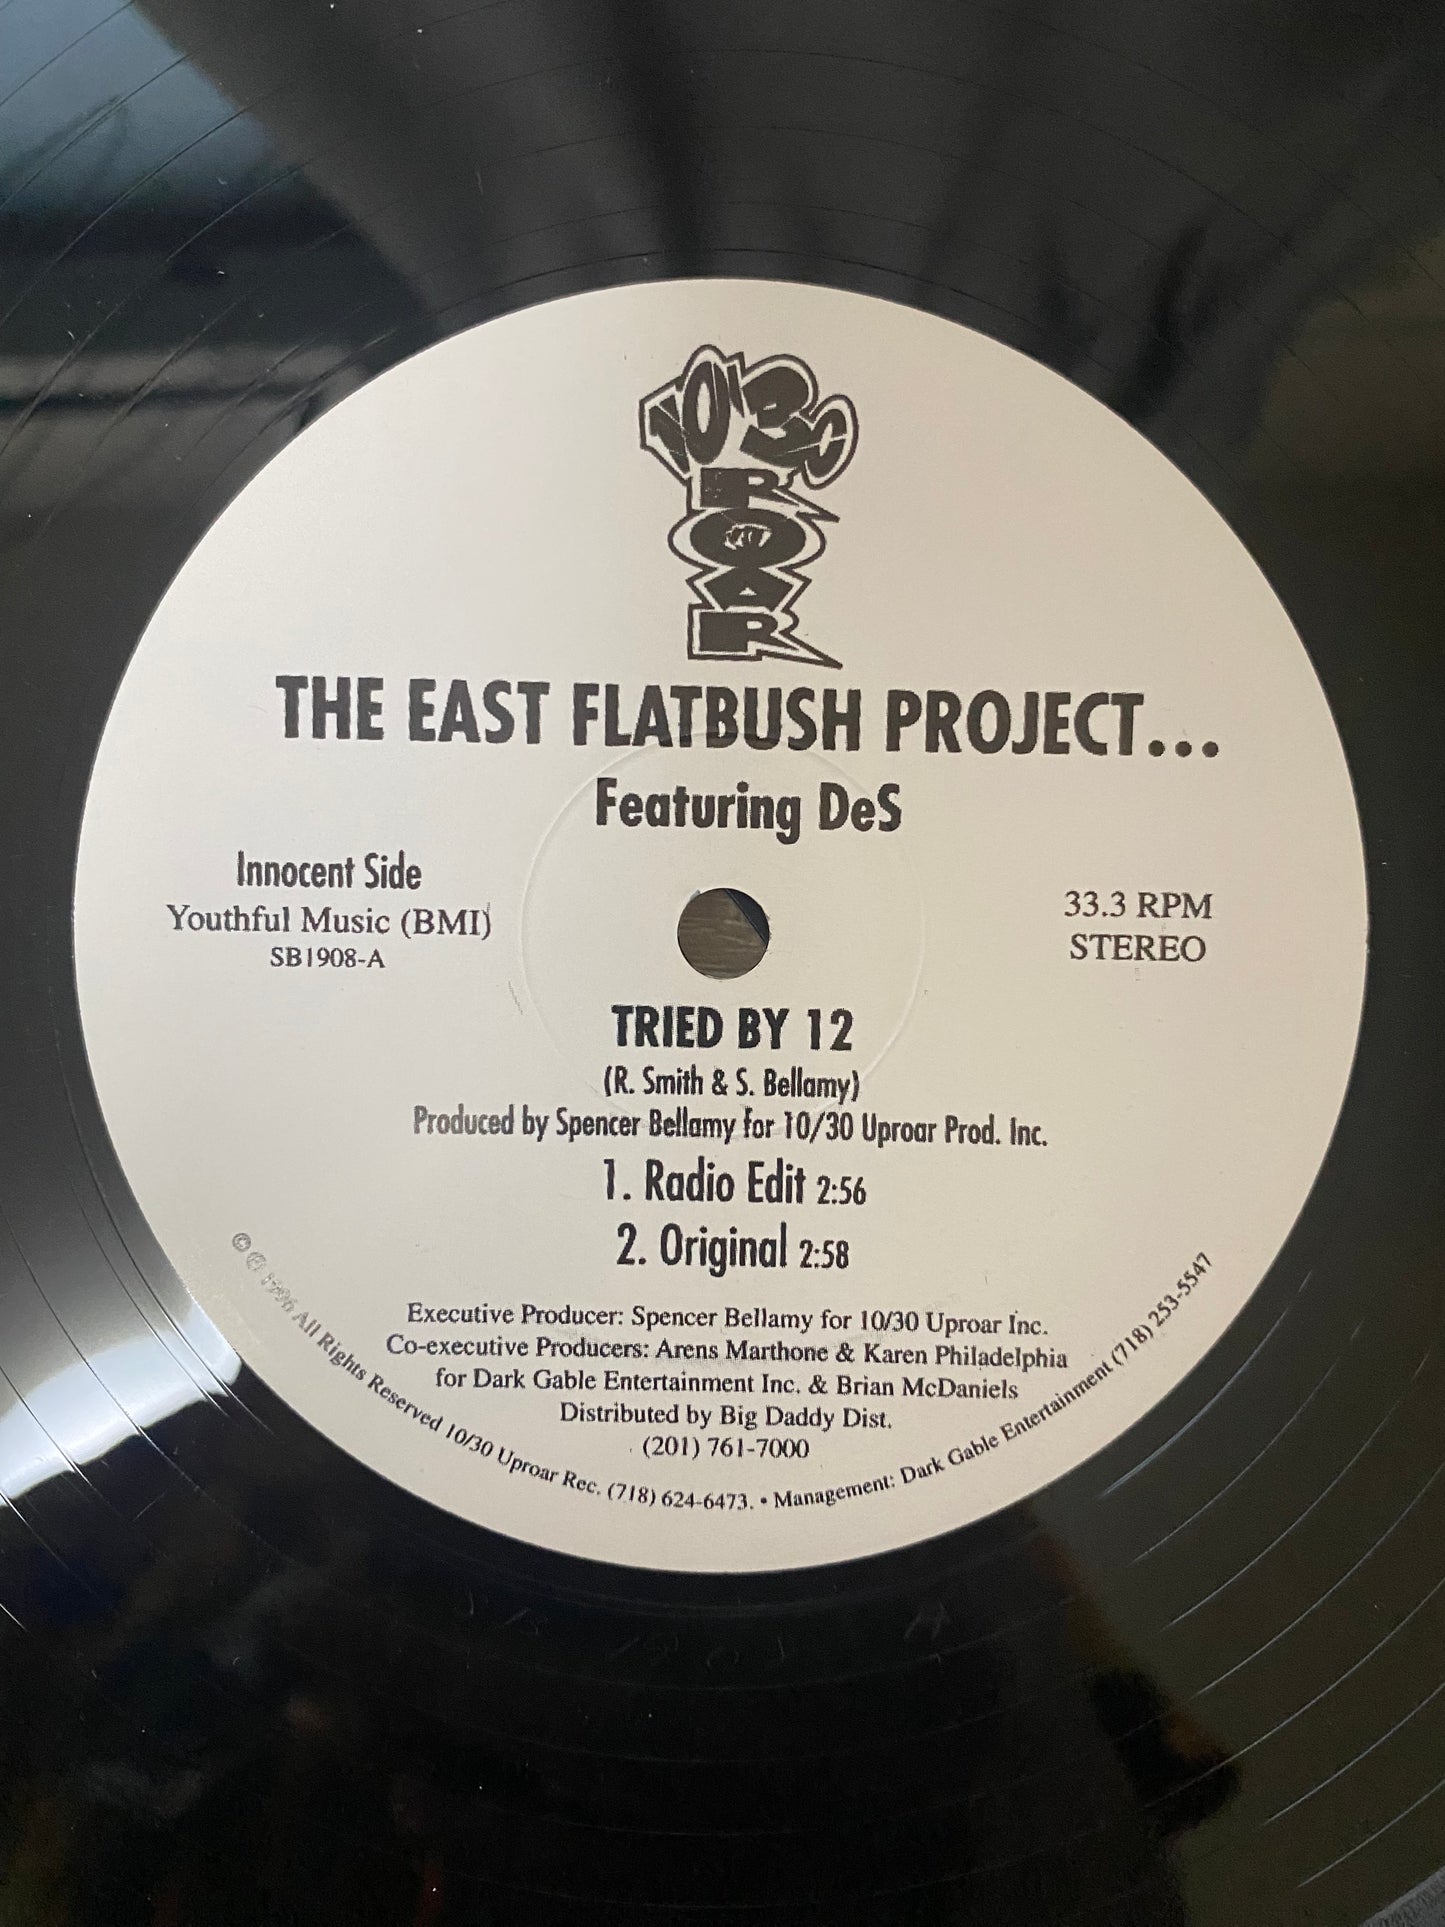 10/30
UPROAR
THE EAST FLATBUSH PROJECT...
Featuring DeS
Innocent Side
Youthful Music (BMI)
SB1908-A
33.3 RPM
STEREO
TRIED BY 12
(R. Smith & S. Bellamy)
Produced by Spencer Bellamy for 10/30 Uproar Prod. Inc.
1. Radio Edit 2:56
2. Original 2:58
Executive Producer: Spencer Bellamy for 10/30 Uproar Inc.
Co-executive Producers: Arens Marthone & Karen Philadelphia
for Dark Gable Entertainment Inc. & Brian McDaniels
Distributed by Big Daddy Dist.
(201) 761-7000
© ℗ 1996 All Rights Reserved 10/30 Uproar Rec. (718) 624-6473. • Management: Dark Gable Entertainment (718) 253-5547